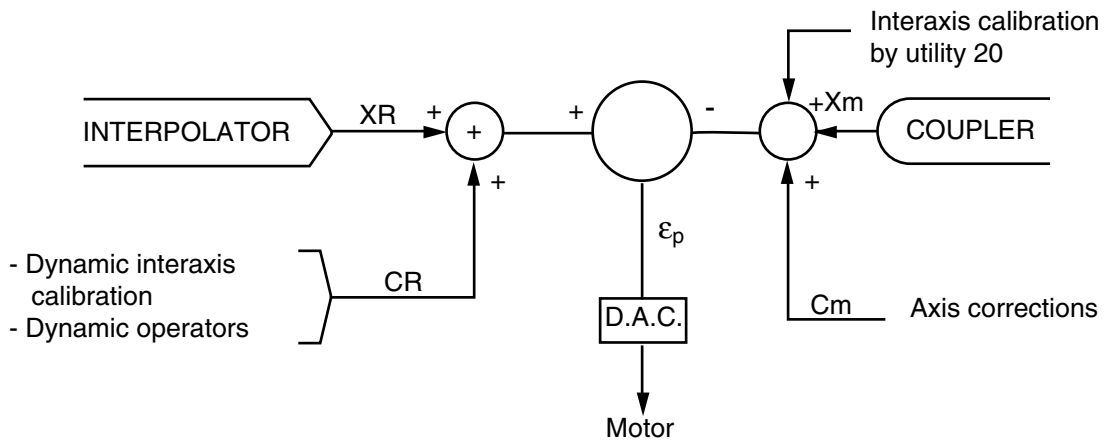 Interaxis calibration
by utility 20
INTERPOLATOR
XR
+
+
+
+
-
+Xm
COUPLER
+
εp
- Dynamic interaxis
calibration
- Dynamic operators
CR
D.A.C.
Cm
Axis corrections
Motor